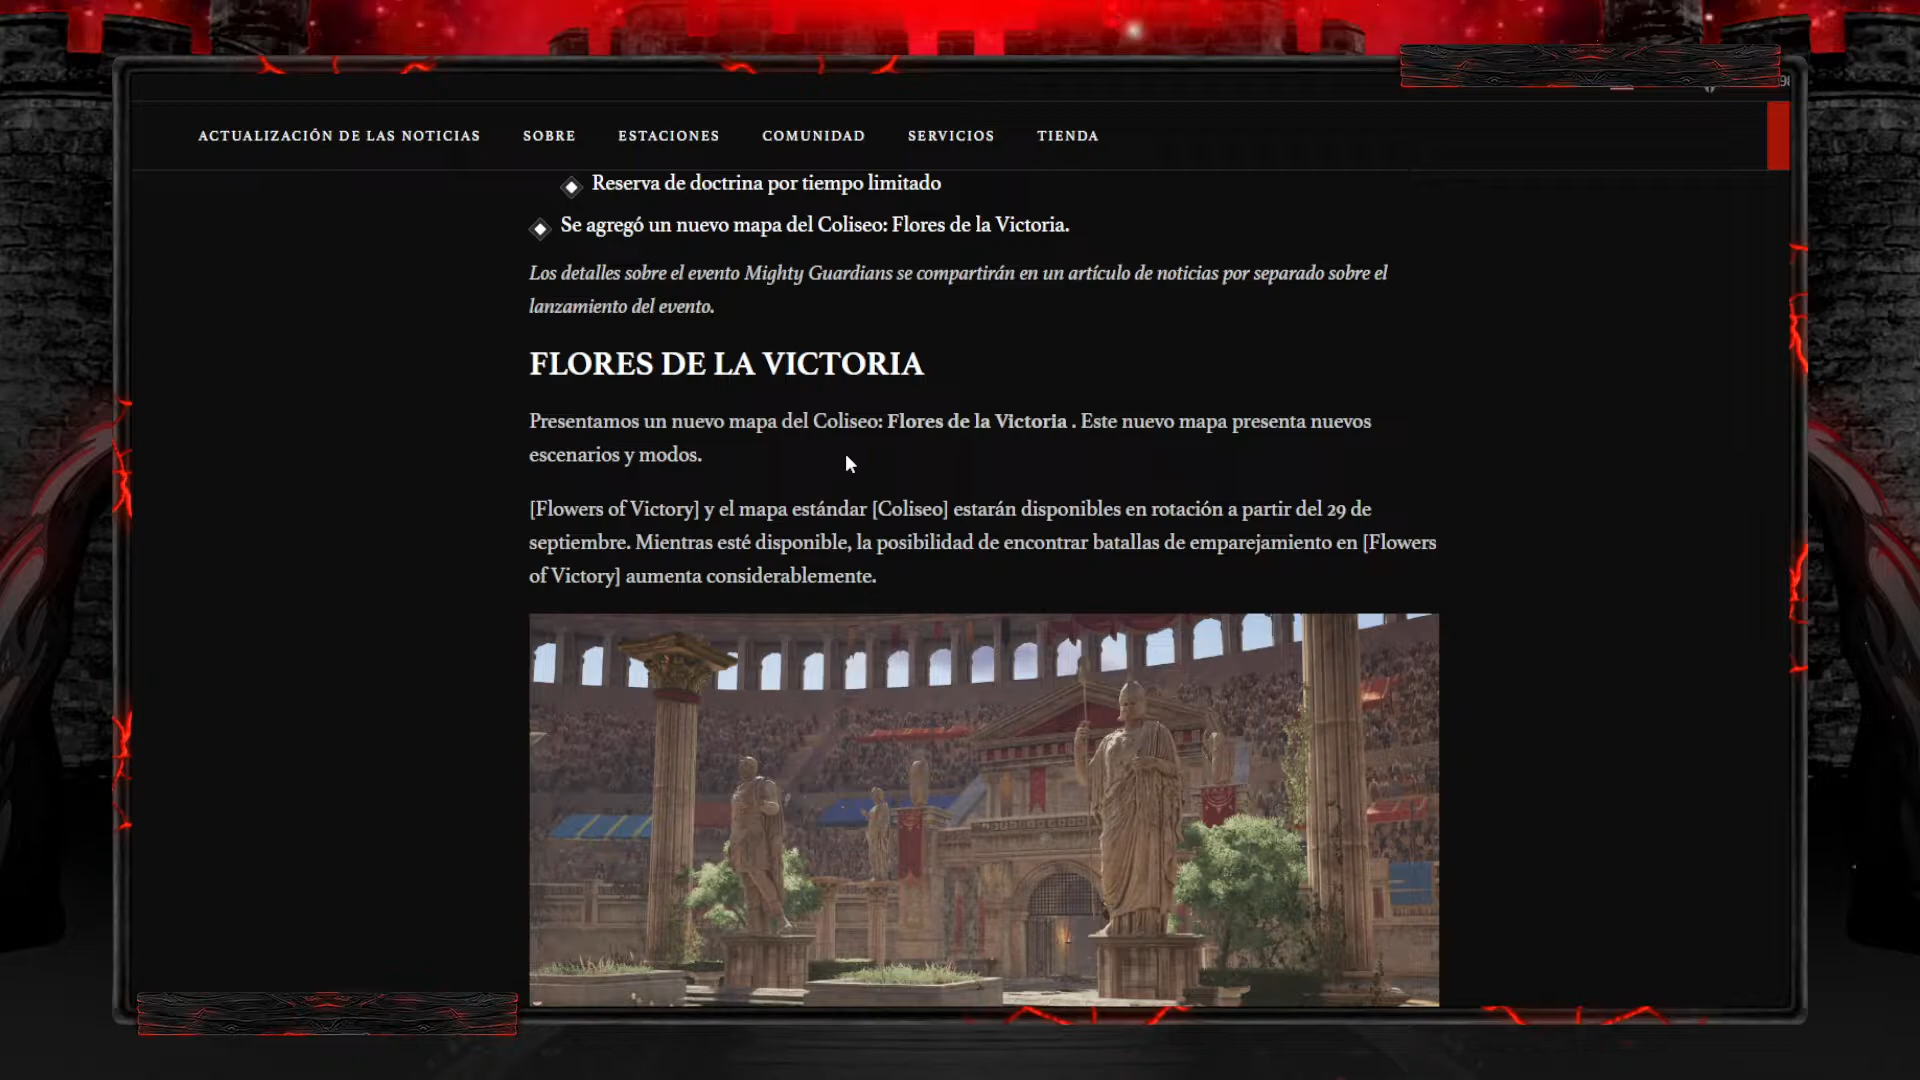 ACTUALIZACIÓN DE LAS NOTICIAS SOBRE ESTACIONES COMUNIDAD SERVICIOS TIENDA
Reserva de doctrina por tiempo limitado
Se agregó un nuevo mapa del Coliseo: Flores de la Victoria.
Los detalles sobre el evento Mighty Guardians se compartirán en un artículo de noticias por separado sobre el
lanzamiento del evento.
FLORES DE LA VICTORIA
Presentamos un nuevo mapa del Coliseo: Flores de la Victoria . Este nuevo mapa presenta nuevos
escenarios y modos.
[Flowers of Victory] y el mapa estándar [Coliseo] estarán disponibles en rotación a partir del 29 de
septiembre. Mientras esté disponible, la posibilidad de encontrar batallas de emparejamiento en [Flowers
of Victory] aumenta considerablemente.